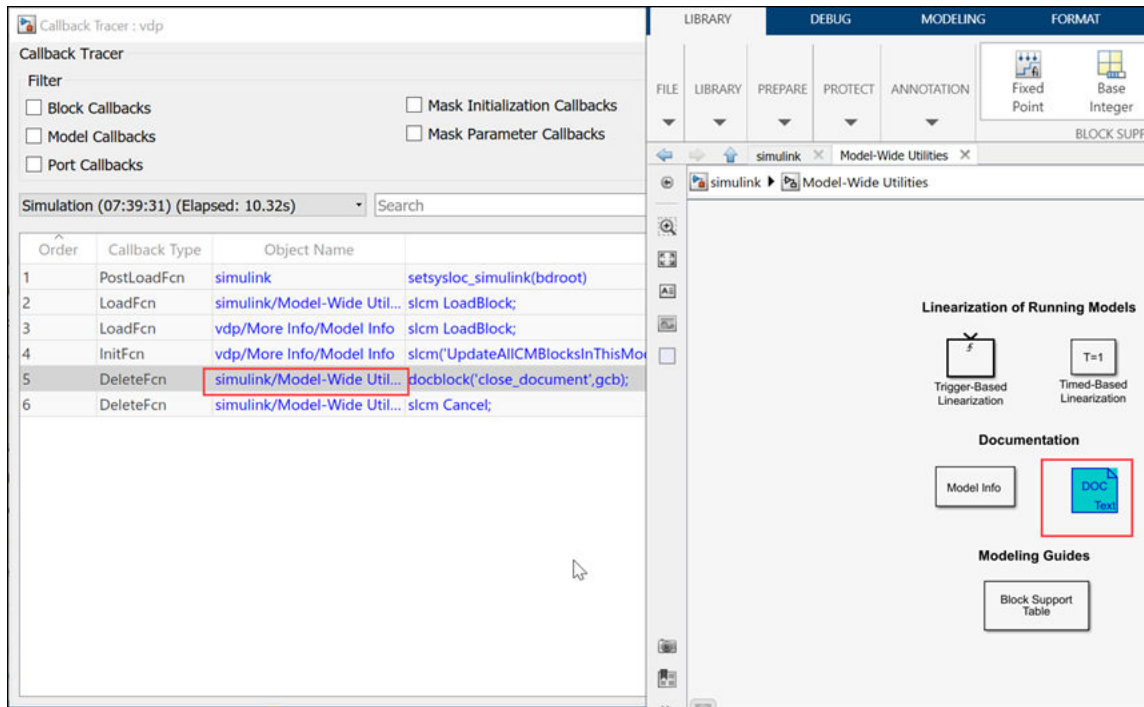 Callback Tracer : vdp
Callback Tracer
Filter
Block Callbacks
Mask Initialization Callbacks
Model Callbacks
Mask Parameter Callbacks
Port Callbacks
Simulation (07:39:31) (Elapsed: 10.32s)
Search
Order Callback Type Object Name
1 PostLoadFcn simulink setsysloc_simulink(bdroot)
2 LoadFcn simulink/Model-Wide Util... slcm LoadBlock;
3 LoadFcn vdp/More Info/Model Info slcm LoadBlock;
4 InitFcn vdp/More Info/Model Info slcm('UpdateAllCMBlocksInThisMo
5 DeleteFcn simulink/Model-Wide Util... docblock('close_document',gcb);
6 DeleteFcn simulink/Model-Wide Util... slcm Cancel;
LIBRARY DEBUG MODELING FORMAT
FILE LIBRARY PREPARE PROTECT ANNOTATION
Fixed Point
Base Integer
BLOCK SUPP
simulink Model-Wide Utilities
simulink Model-Wide Utilities
Linearization of Running Models
T=1
Trigger-Based
Linearization
Timed-Based
Linearization
Documentation
Model Info
DOC
Text
Modeling Guides
Block Support
Table